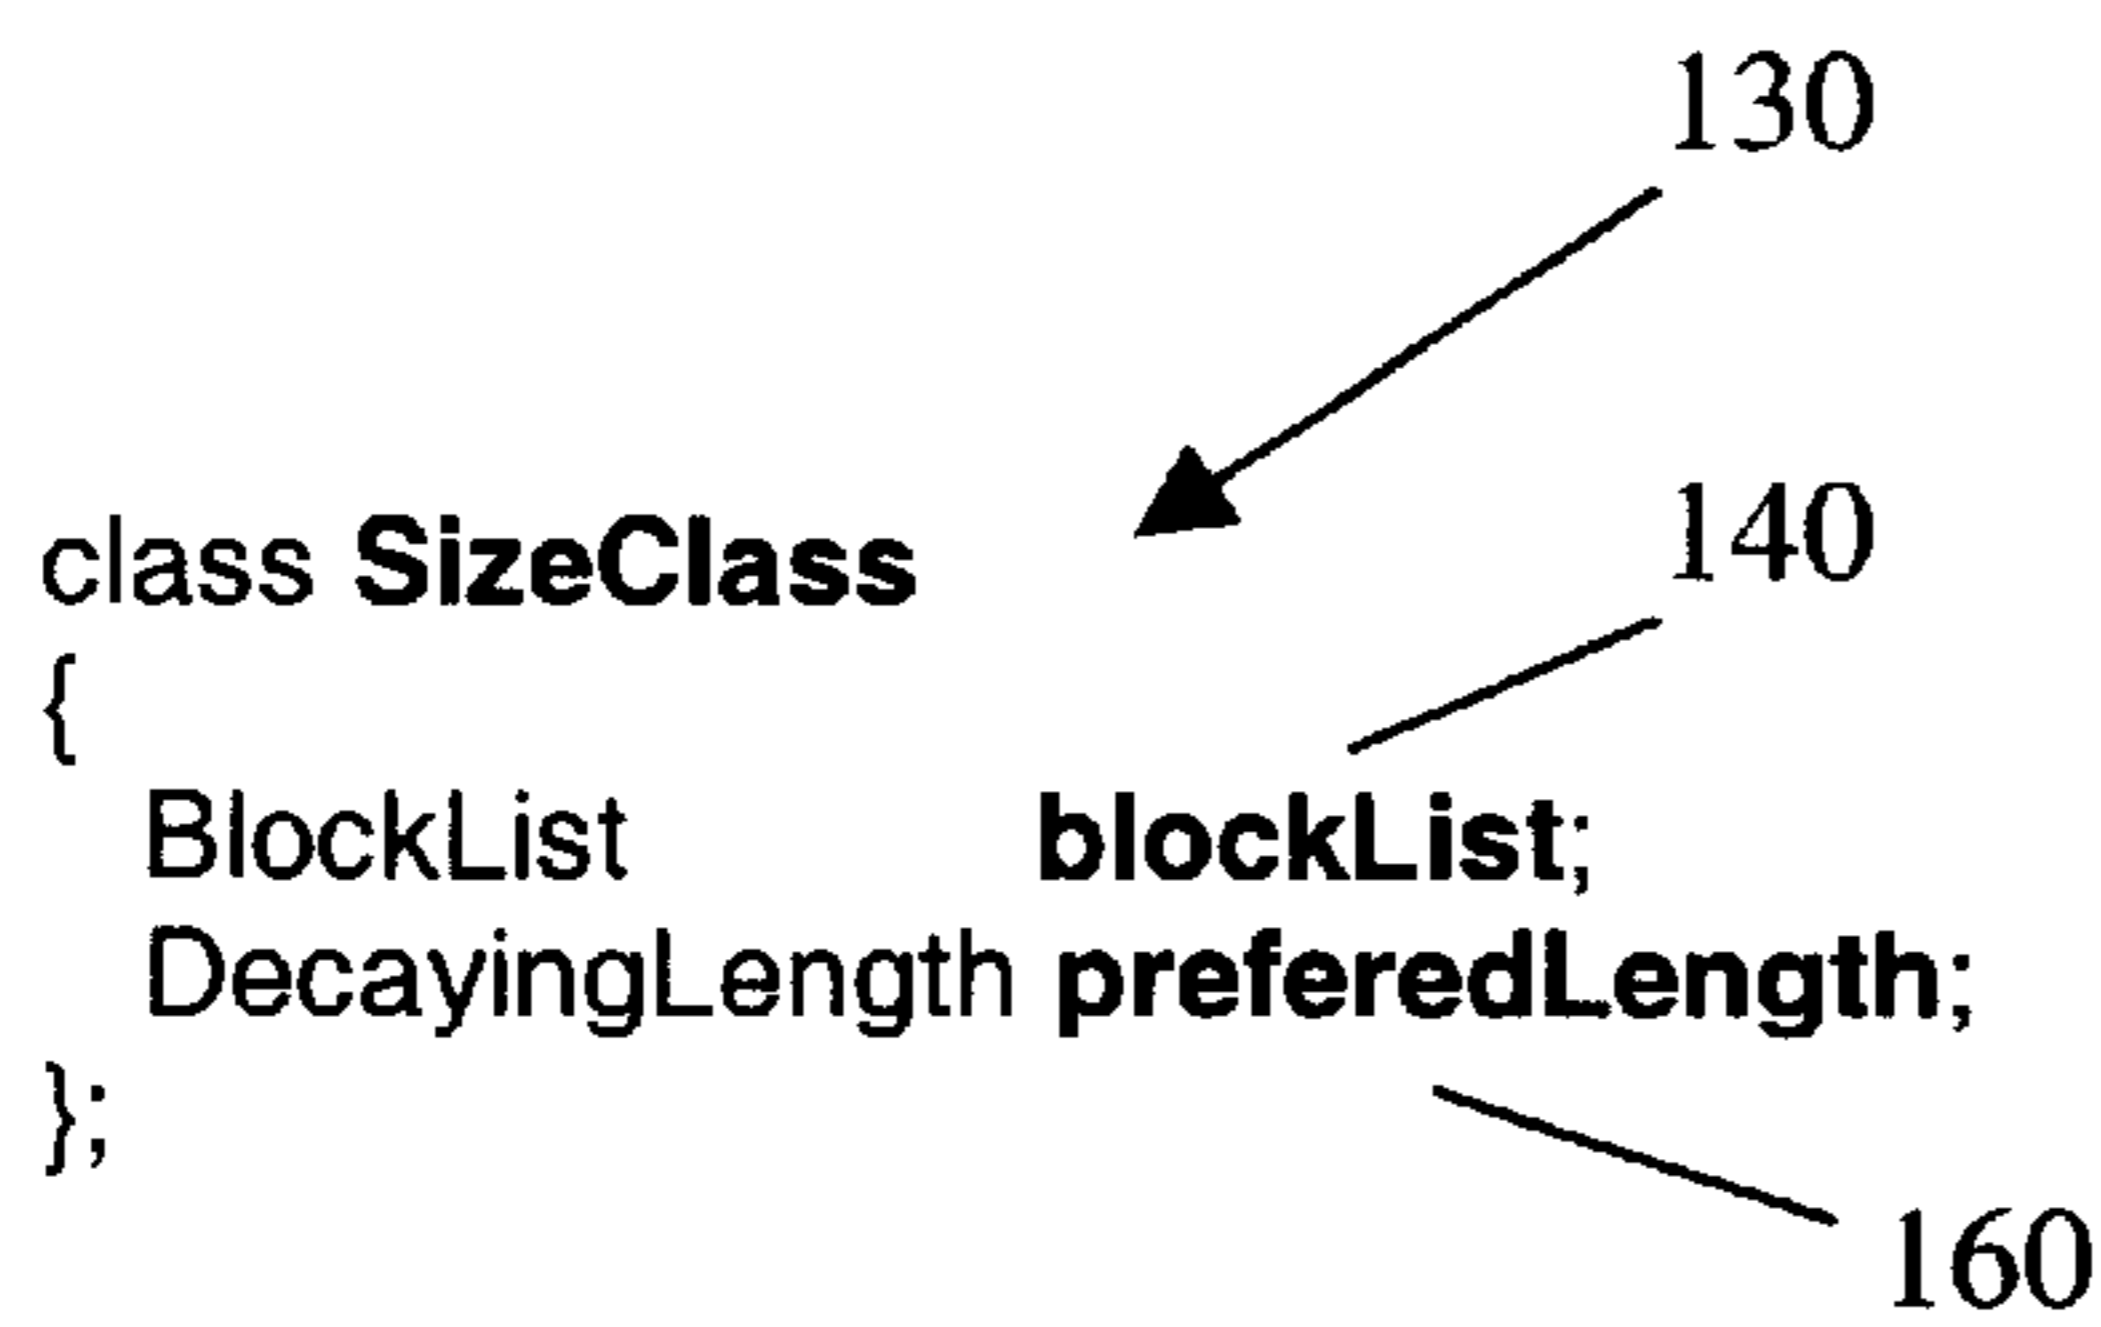 130
class SizeClass
140
{
BlockList blockList;
DecayingLength preferedLength;
};
160